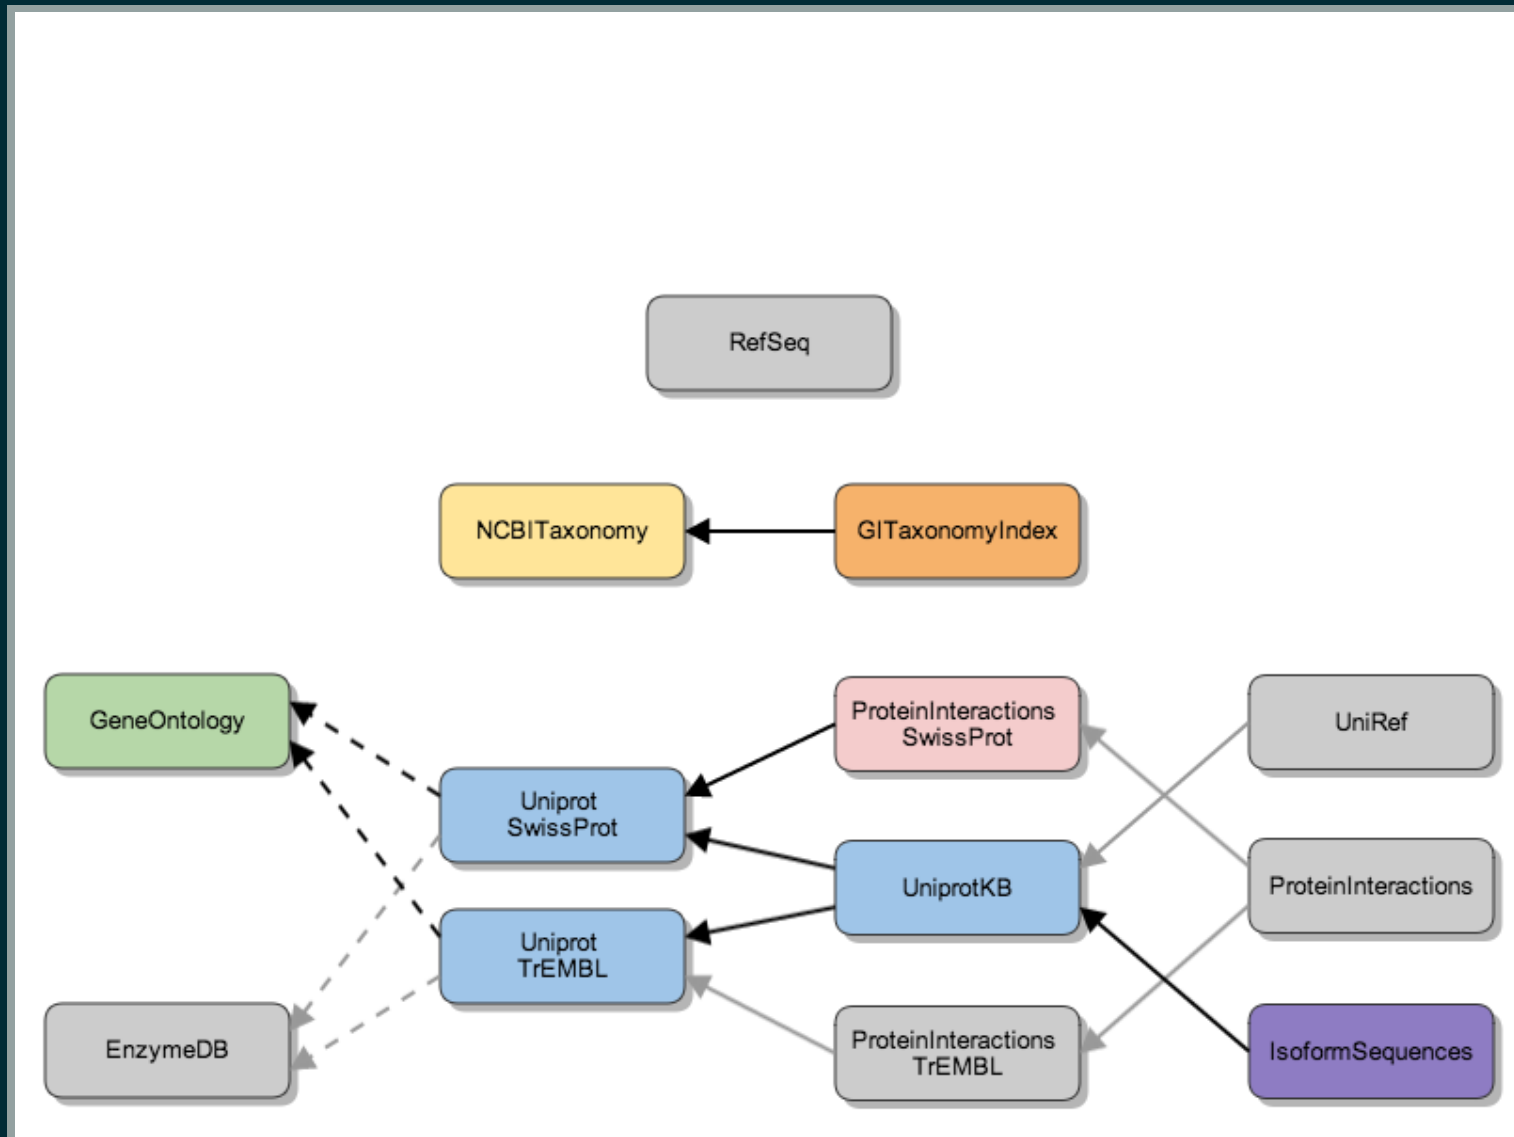 RefSeq
NCBITaxonomy
GITaxonomyIndex
GeneOntology
Uniprot
SwissProt
Uniprot
TrEMBL
EnzymeDB
ProteinInteractions
SwissProt
UniprotKB
ProteinInteractions
TrEMBL
UniRef
ProteinInteractions
IsoformSequences